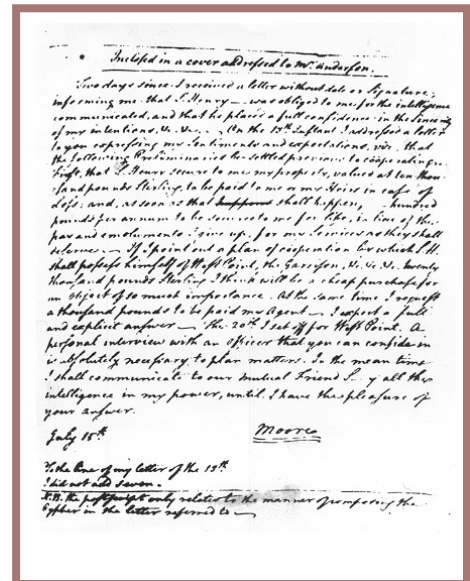 Inclosed in a cover addressed to Mr. Anderson.
Two days since I received a letter without date or Signature,
informing me that S. Henry — was obliged to me for the intelligence
communicated, and that he placed a full confidence in the Sincerity
of my intentions, &c. &c. — On the 13th Instant I addressed a letter
to you expressing my Sentiments and expectations, viz. that
the following Preliminaries be settled previous to cooperating.
First, that S. Henry secure to me my property, valued at ten thou
sand pounds Sterling, to be paid to me or my Heirs in case of
Loss; and, as soon as that shall happen, hundred
pounds per annum to be secured to me for life, in lieu of the
pay and emoluments I give up, for my Services as they shall
deserve — If I point out a plan of cooperation by which S. H.
shall possess himself of West Point, the Garrison, &c. &c. &c. twenty
thousand pounds Sterling I think will be a cheap purchase for
an object of so much importance. At the same time I request
a thousand pounds to be paid my Agent — I expect a full
and explicit answer — The 20th I set off for West Point. A
personal interview with an officer that you can confide in
is absolutely necessary to plan matters. In the mean time
I shall communicate to our mutual Friend S—y all the
intelligence in my power, until I have the pleasure of
your answer.
July 15th
Moore
To the line of my letter of the 13th
I did not add seven.
N.B. the postscript only relates to the manner of composing the
Cypher in the letter referred to —